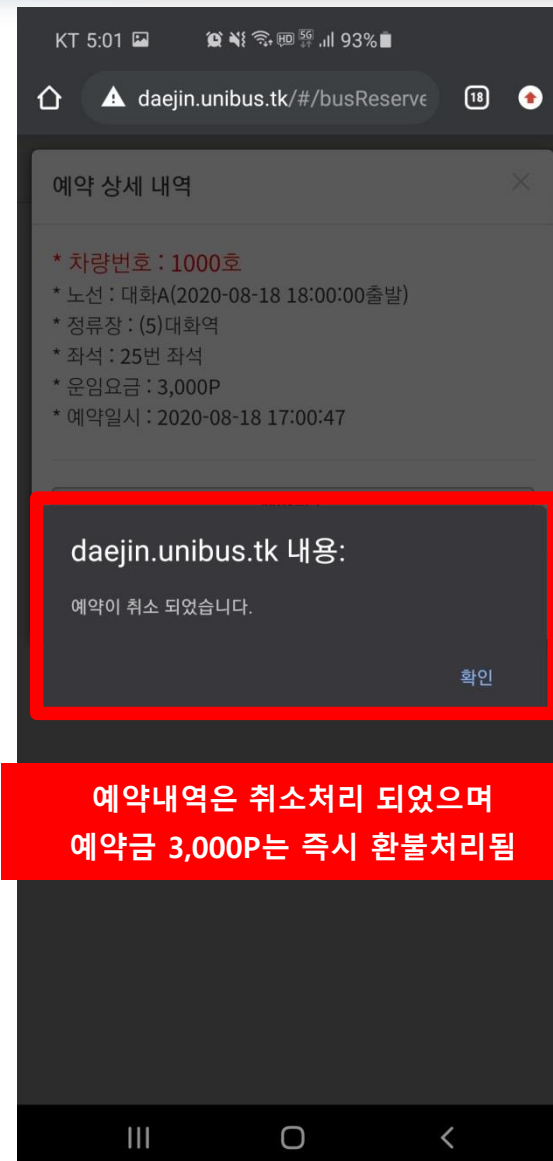 KT 5:01 HD 5G 93%
daejin.unibus.tk/#/busReserve 18
예약 상세 내역
* 차량번호 : 1000호
* 노선 : 대화A(2020-08-18 18:00:00출발)
* 정류장 : (5)대화역
* 좌석 : 25번 좌석
* 운임요금 : 3,000P
* 예약일시 : 2020-08-18 17:00:47
daejin.unibus.tk 내용:
예약이 취소 되었습니다.
확인
예약내역은 취소처리 되었으며
예약금 3,000P는 즉시 환불처리됨